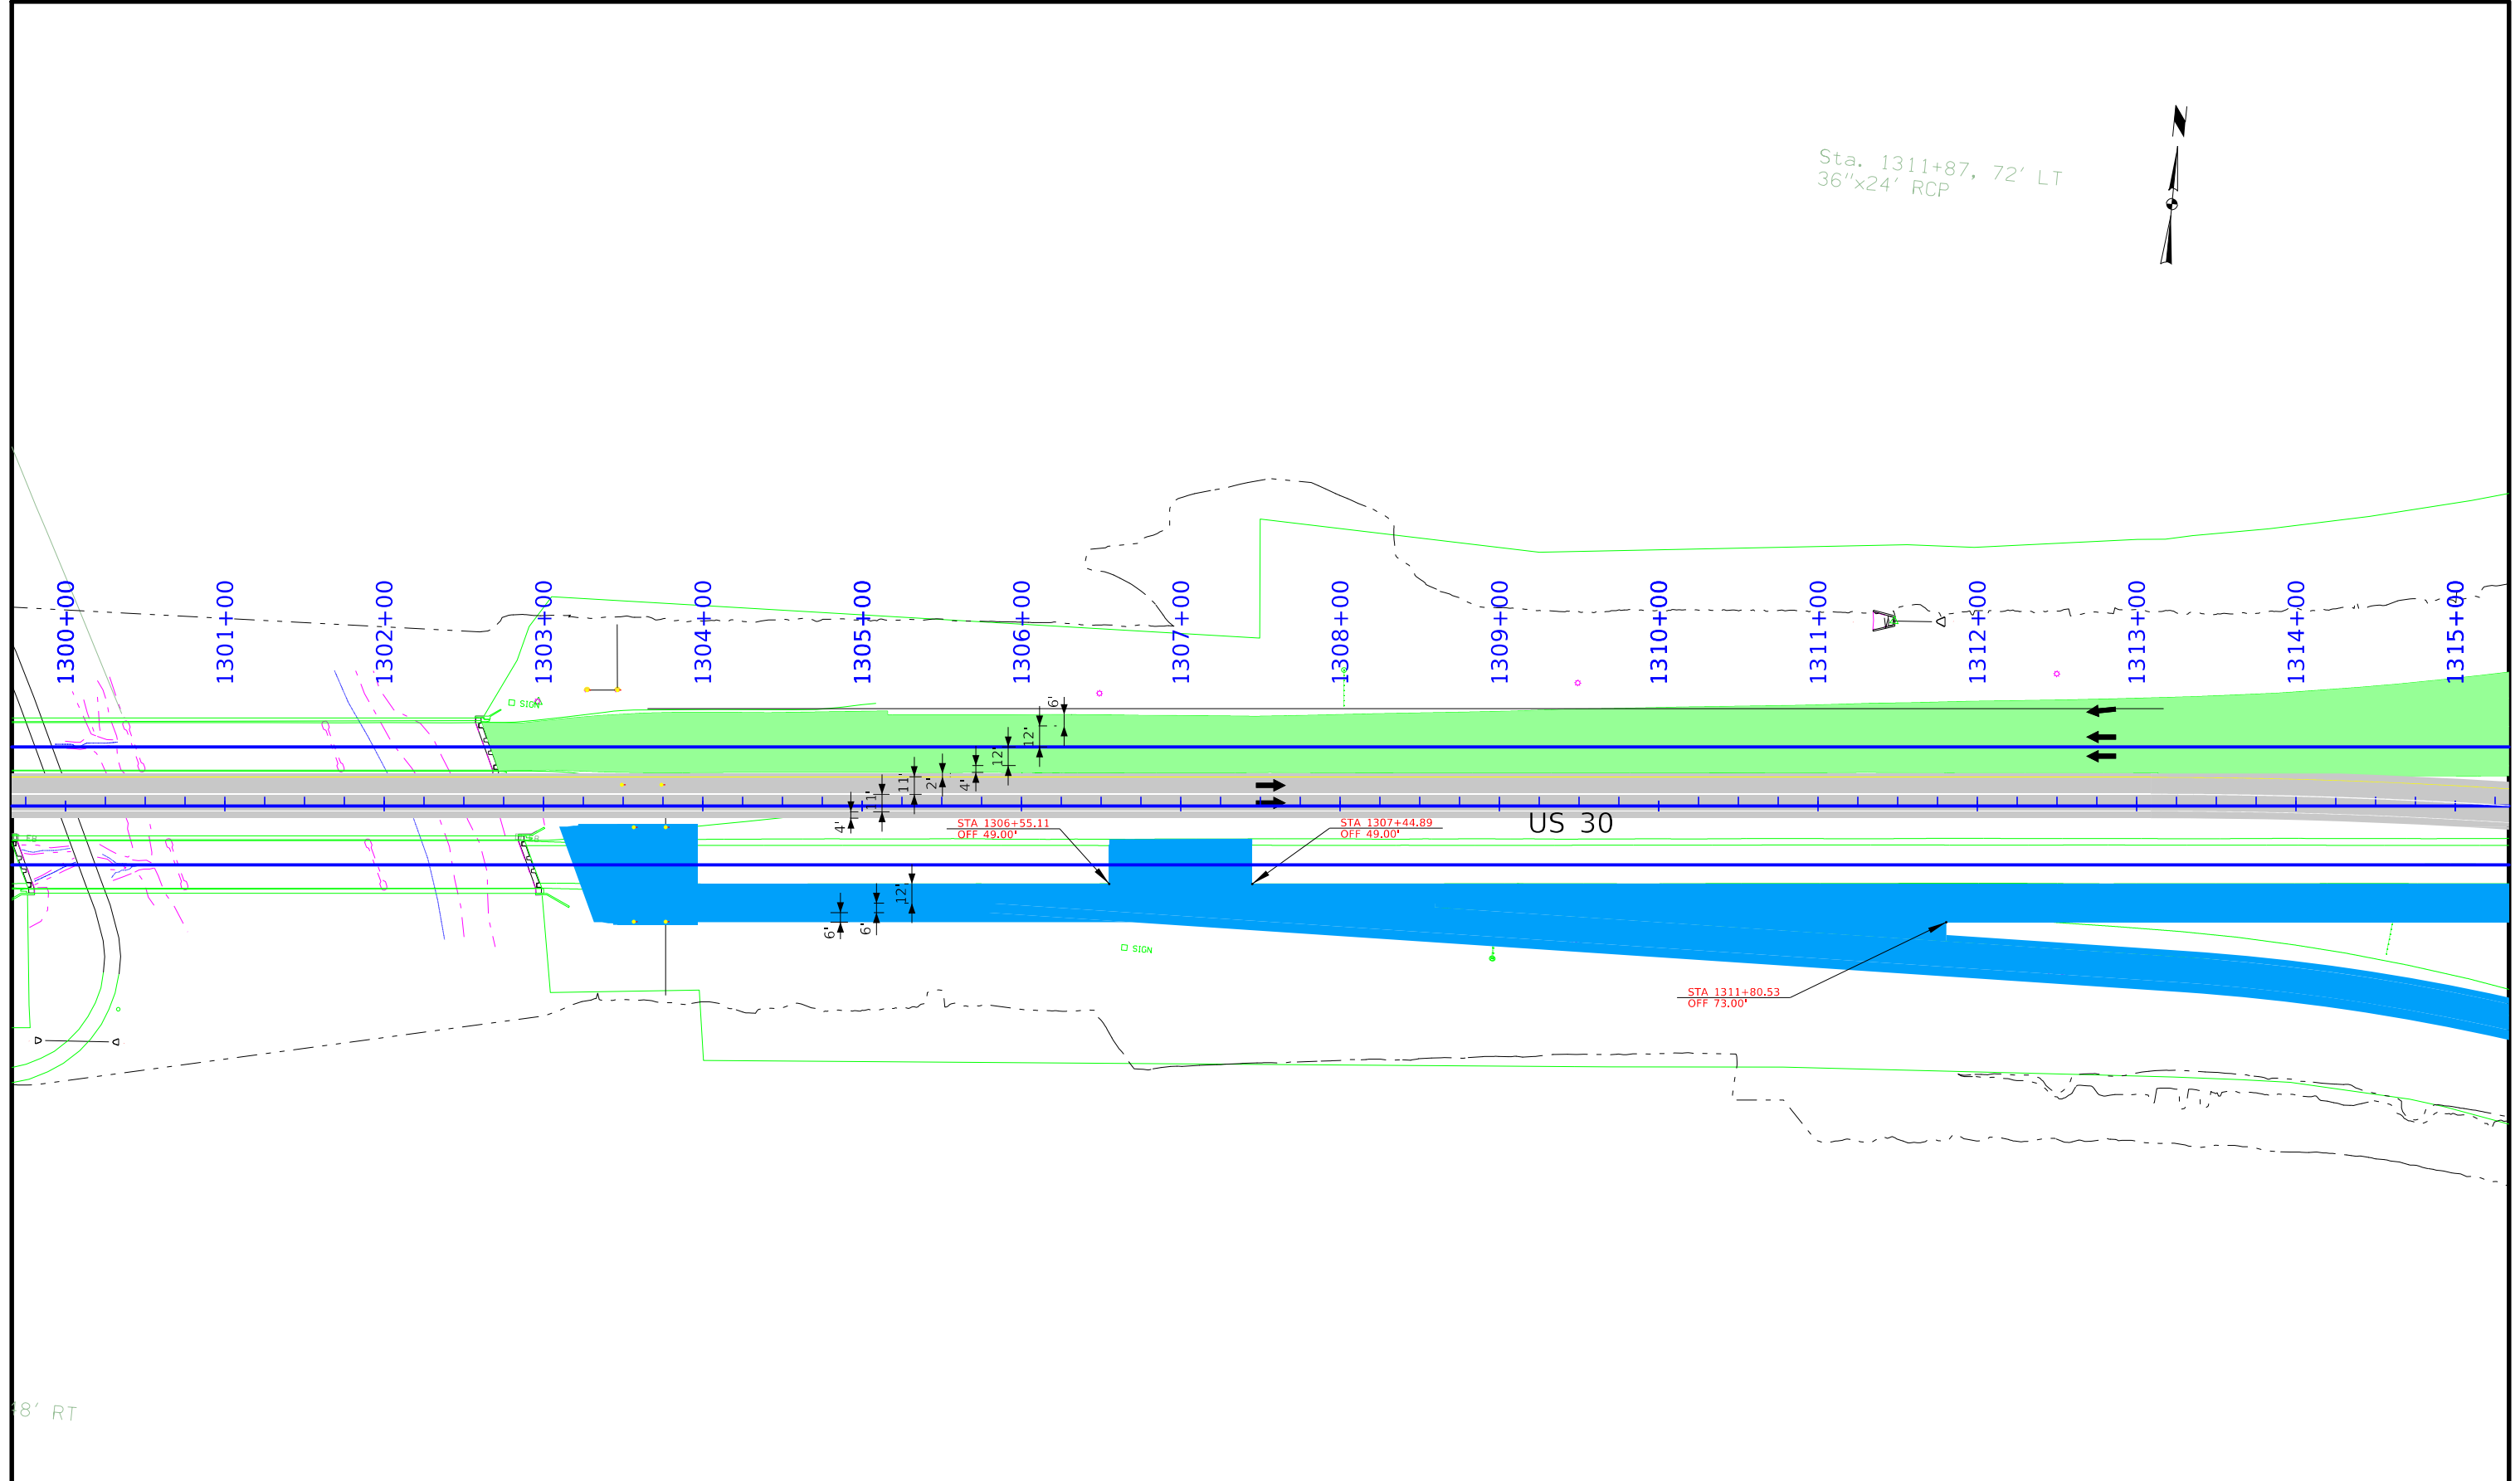 N
Sta. 1311+87, 72' LT
36"x24' RCP
1300+00
1301+00
1302+00
1303+00
1304+00
1305+00
1306+00
1307+00
1308+00
1309+00
1310+00
1311+00
1312+00
1313+00
1314+00
1315+00
SIGN
6'
12'
12'
4'
2'
11'
11'
4'
US 30
STA 1306+55.11
OFF 49.00'
STA 1307+44.89
OFF 49.00'
12'
6'
6'
SIGN
STA 1311+80.53
OFF 73.00'
8' RT